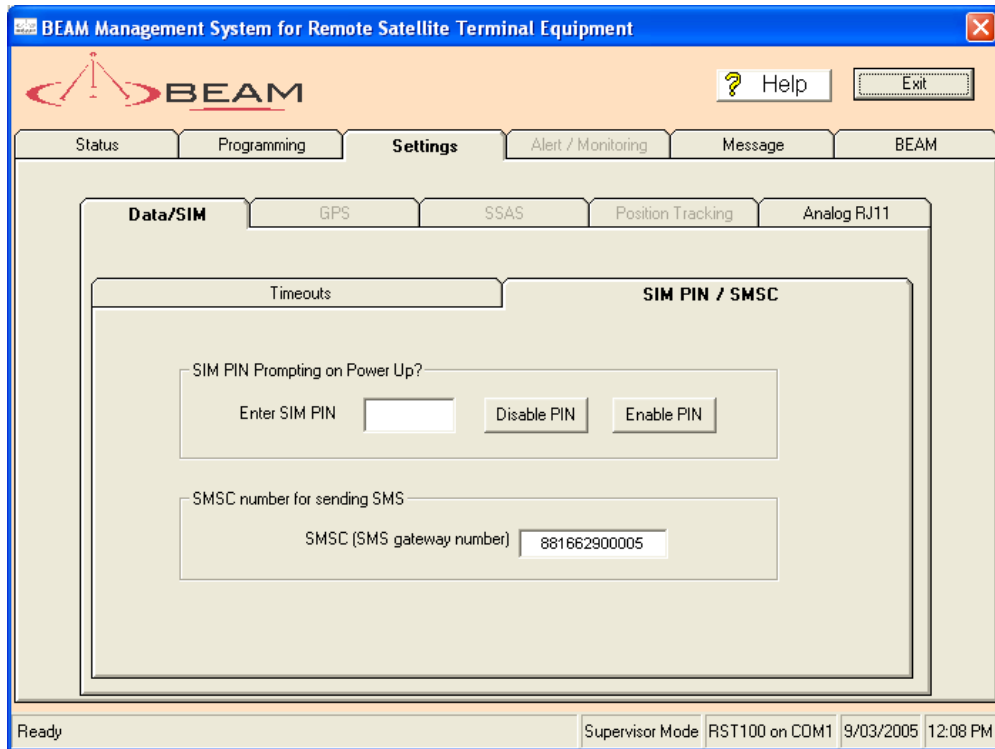 BEAM Management System for Remote Satellite Terminal Equipment
BEAM
? Help
Exit
Status
Programming
Settings
Alert / Monitoring
Message
BEAM
Data/SIM
GPS
SSAS
Position Tracking
Analog RJ11
Timeouts
SIM PIN / SMSC
SIM PIN Prompting on Power Up?
Enter SIM PIN
Disable PIN
Enable PIN
SMSC number for sending SMS
SMSC (SMS gateway number)
881662900005
Ready
Supervisor Mode
RST100 on COM1
9/03/2005
12:08 PM